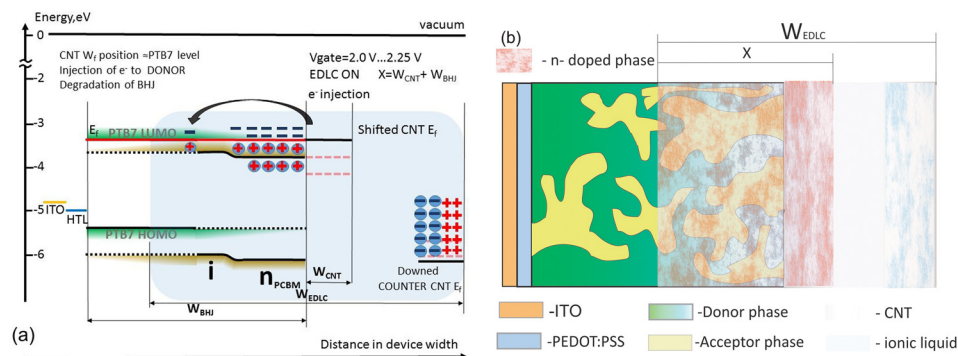 Energy,eV
vacuum
0
CNT Wf position =PTB7 level
Injection of e- to DONOR
Degradation of BHJ
Vgate=2.0 V...2.25 V
EDLC ON X=WCNT+ WBHJ
e- injection
-2
-3
-4
-5
-6
Ef
PTB7 LUMO
Shifted CNT Ef
ITO
HTL
PTB7 HOMO
i
nPCBM
WCNT
WEDLC
WBHJ
Downed
COUNTER CNT Ef
(a)
Distance in device width
(b)
- n- doped phase
WEDLC
X
-ITO
-Donor phase
- CNT
-PEDOT:PSS
-Acceptor phase
- ionic liquid